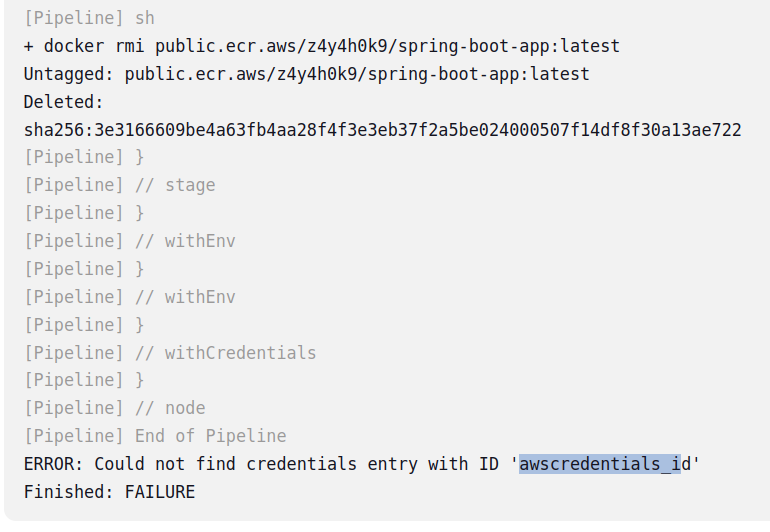 [Pipeline] sh
+ docker rmi public.ecr.aws/z4y4h0k9/spring-boot-app:latest
Untagged: public.ecr.aws/z4y4h0k9/spring-boot-app:latest
Deleted:
sha256:3e3166609be4a63fb4aa28f4f3e3eb37f2a5be024000507f14df8f30a13ae722
[Pipeline] }
[Pipeline] // stage
[Pipeline] }
[Pipeline] // withEnv
[Pipeline] }
[Pipeline] // withEnv
[Pipeline] }
[Pipeline] // withCredentials
[Pipeline] }
[Pipeline] // node
[Pipeline] End of Pipeline
ERROR: Could not find credentials entry with ID 'awscredentials_id'
Finished: FAILURE